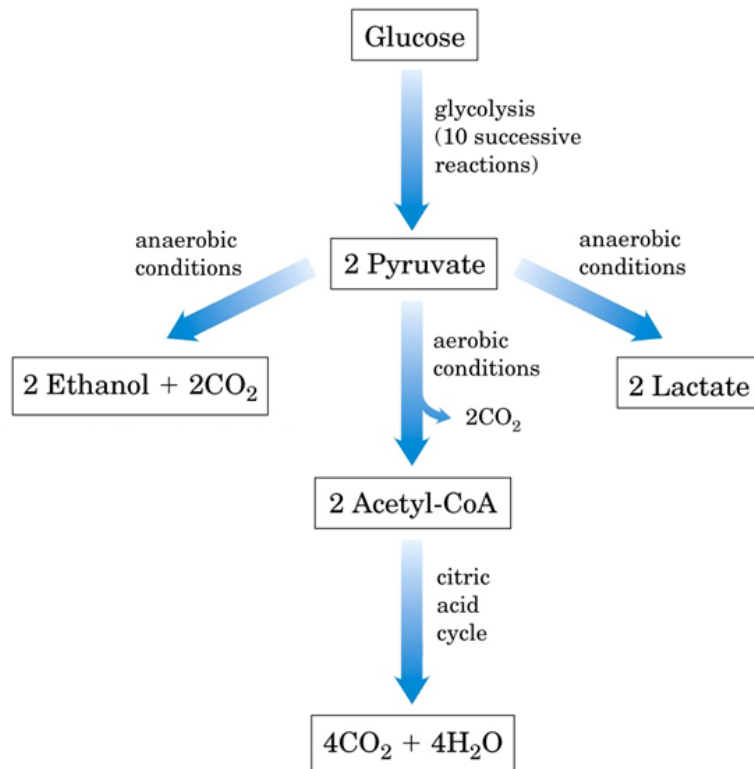 Glucose
glycolysis
(10 successive
reactions)
anaerobic
conditions
2 Pyruvate
anaerobic
conditions
2 Ethanol + 2CO₂
aerobic
conditions
2CO₂
2 Lactate
2 Acetyl-CoA
citric
acid
cycle
4CO₂ + 4H₂O